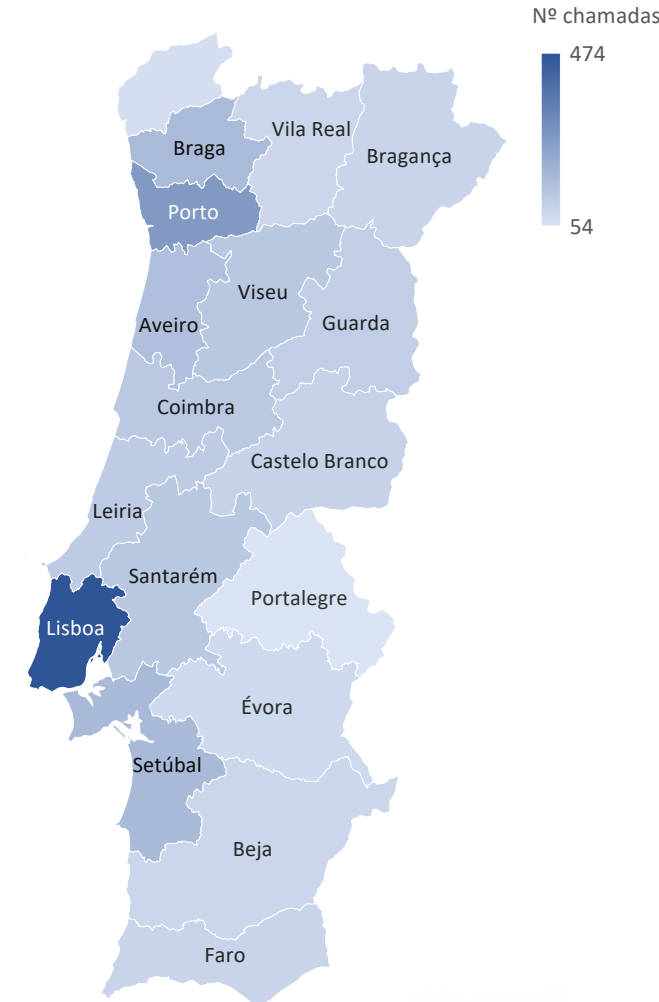 Nº chamadas
474
54
Vila Real
Braga
Bragança
Porto
Viseu
Aveiro
Guarda
Coimbra
Castelo Branco
Leiria
Santarém
Portalegre
Lisboa
Évora
Setúbal
Beja
Faro